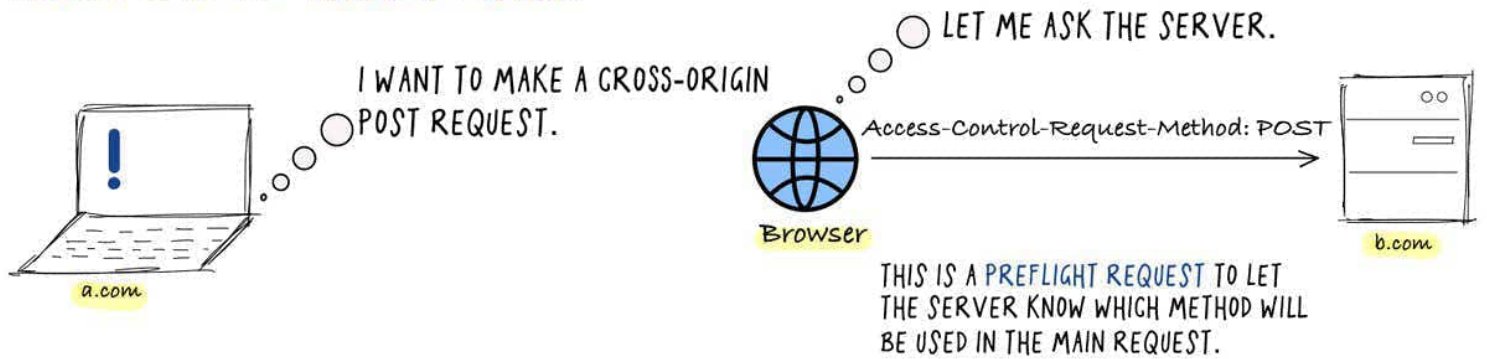 LET ME ASK THE SERVER.
I WANT TO MAKE A CROSS-ORIGIN
POST REQUEST.
Access-Control-Request-Method: POST
Browser
a.com
b.com
THIS IS A PREFLIGHT REQUEST TO LET
THE SERVER KNOW WHICH METHOD WILL
BE USED IN THE MAIN REQUEST.